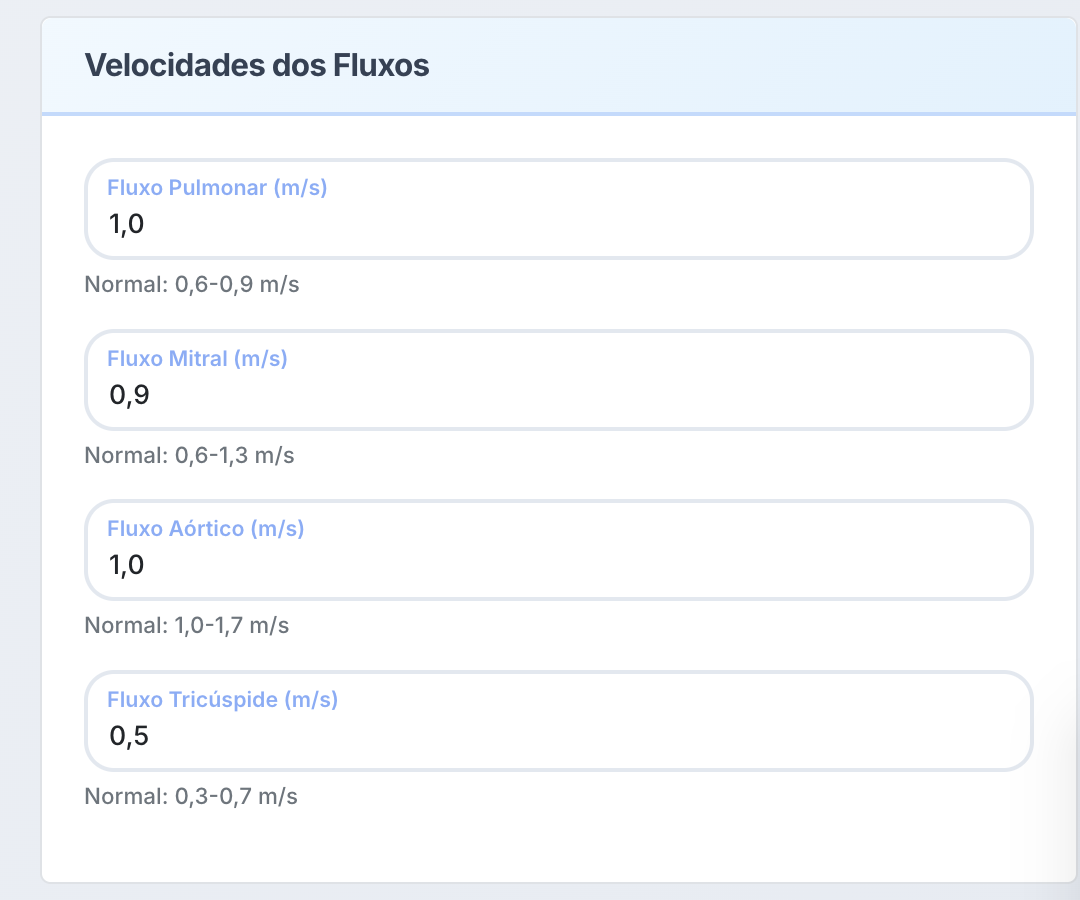 Velocidades dos Fluxos
Fluxo Pulmonar (m/s)
1,0
Normal: 0,6-0,9 m/s
Fluxo Mitral (m/s)
0,9
Normal: 0,6-1,3 m/s
Fluxo Aórtico (m/s)
1,0
Normal: 1,0-1,7 m/s
Fluxo Tricúspide (m/s)
0,5
Normal: 0,3-0,7 m/s